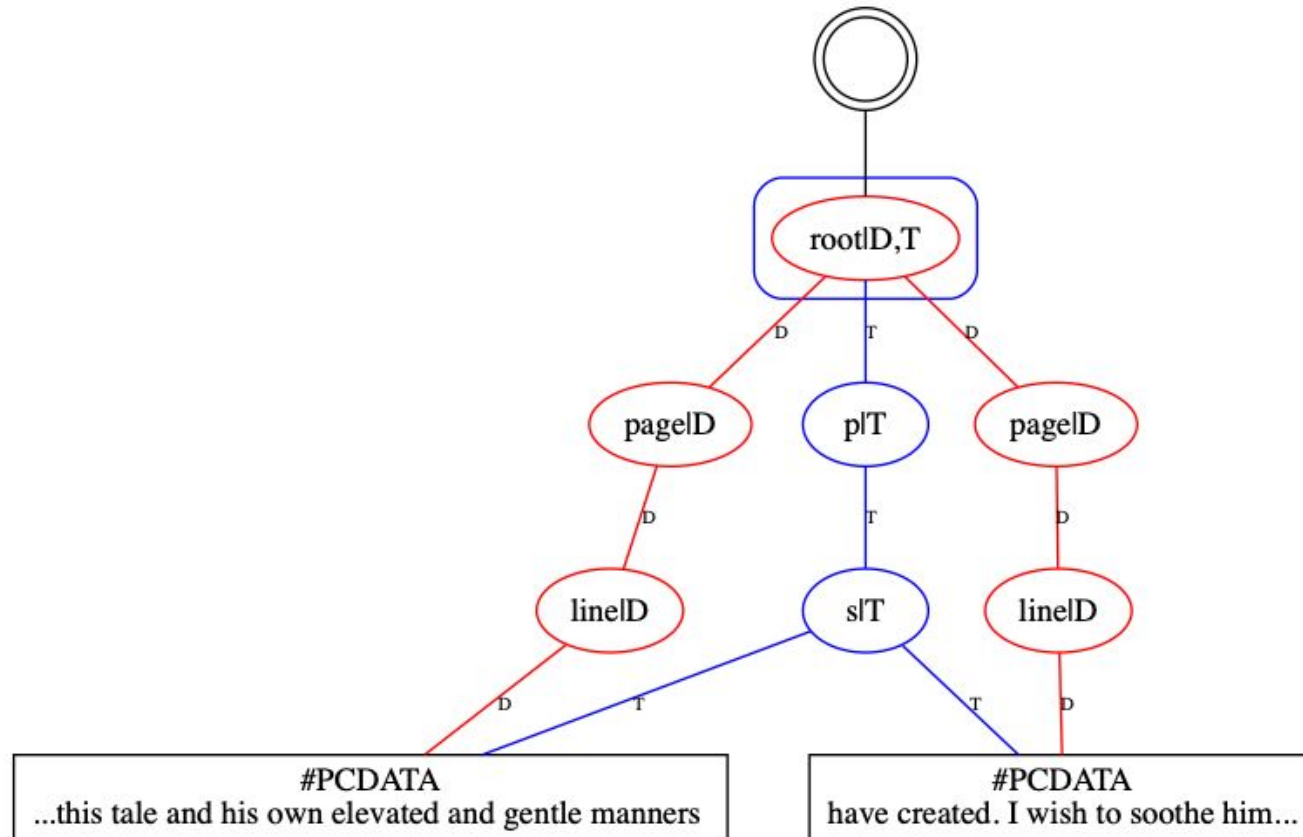 root|D,T
D
T
D
page|D
p|T
page|D
D
T
D
line|D
s|T
line|D
D
T
T
D
#PCDATA
...this tale and his own elevated and gentle manners
#PCDATA
have created. I wish to soothe him...